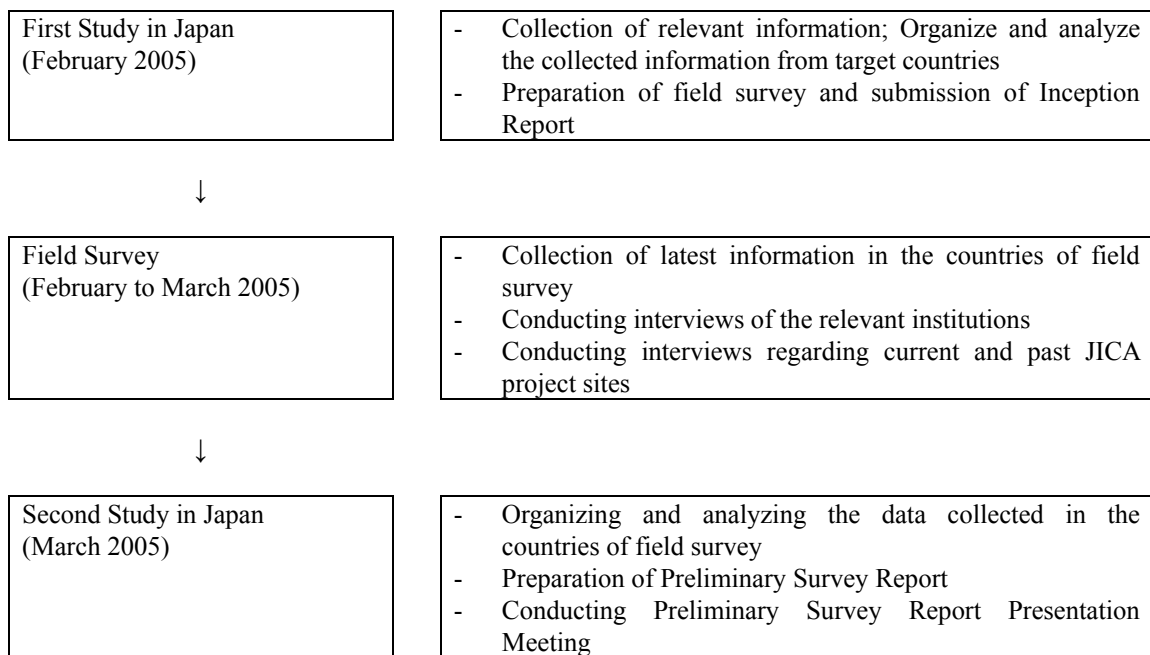 First Study in Japan
(February 2005)
- Collection of relevant information; Organize and analyze
the collected information from target countries
- Preparation of field survey and submission of Inception
Report
↓
Field Survey
(February to March 2005)
- Collection of latest information in the countries of field
survey
- Conducting interviews of the relevant institutions
- Conducting interviews regarding current and past JICA
project sites
↓
Second Study in Japan
(March 2005)
- Organizing and analyzing the data collected in the
countries of field survey
- Preparation of Preliminary Survey Report
- Conducting Preliminary Survey Report Presentation
Meeting